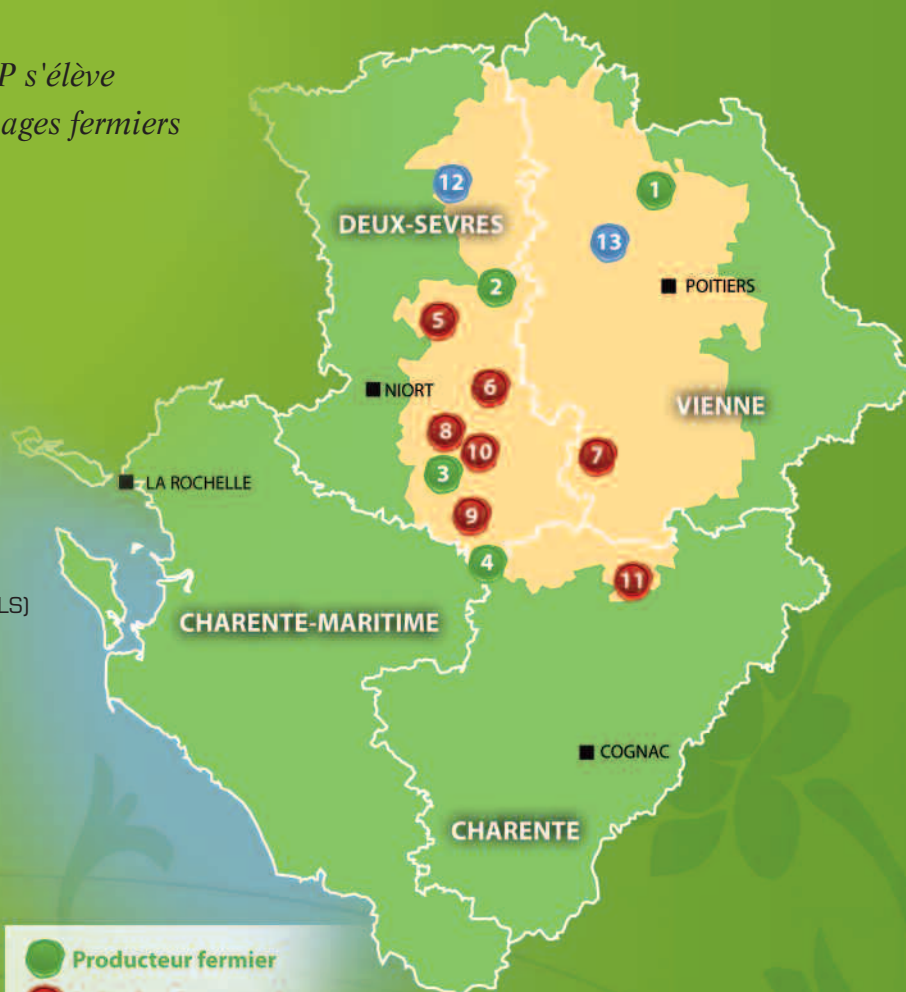 P s'élève
ages fermiers
12
1
DEUX-SEVRES
13
2
POITIERS
5
NIORT
6
VIENNE
8
10
7
3
LA ROCHELLE
9
4
11
LS)
CHARENTE-MARITIME
COGNAC
CHARENTE
Producteur fermier